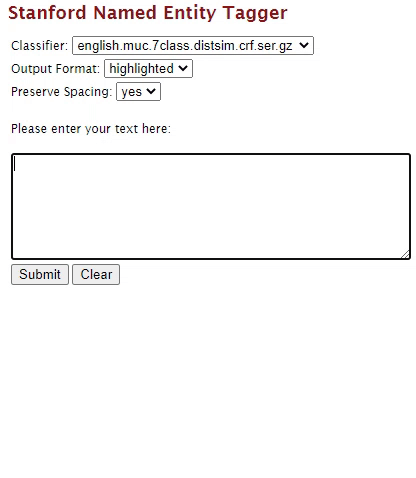 Stanford Named Entity Tagger
Classifier: english.muc.7class.distsim.crf.ser.gz
Output Format: highlighted
Preserve Spacing: yes
Please enter your text here:
Submit Clear